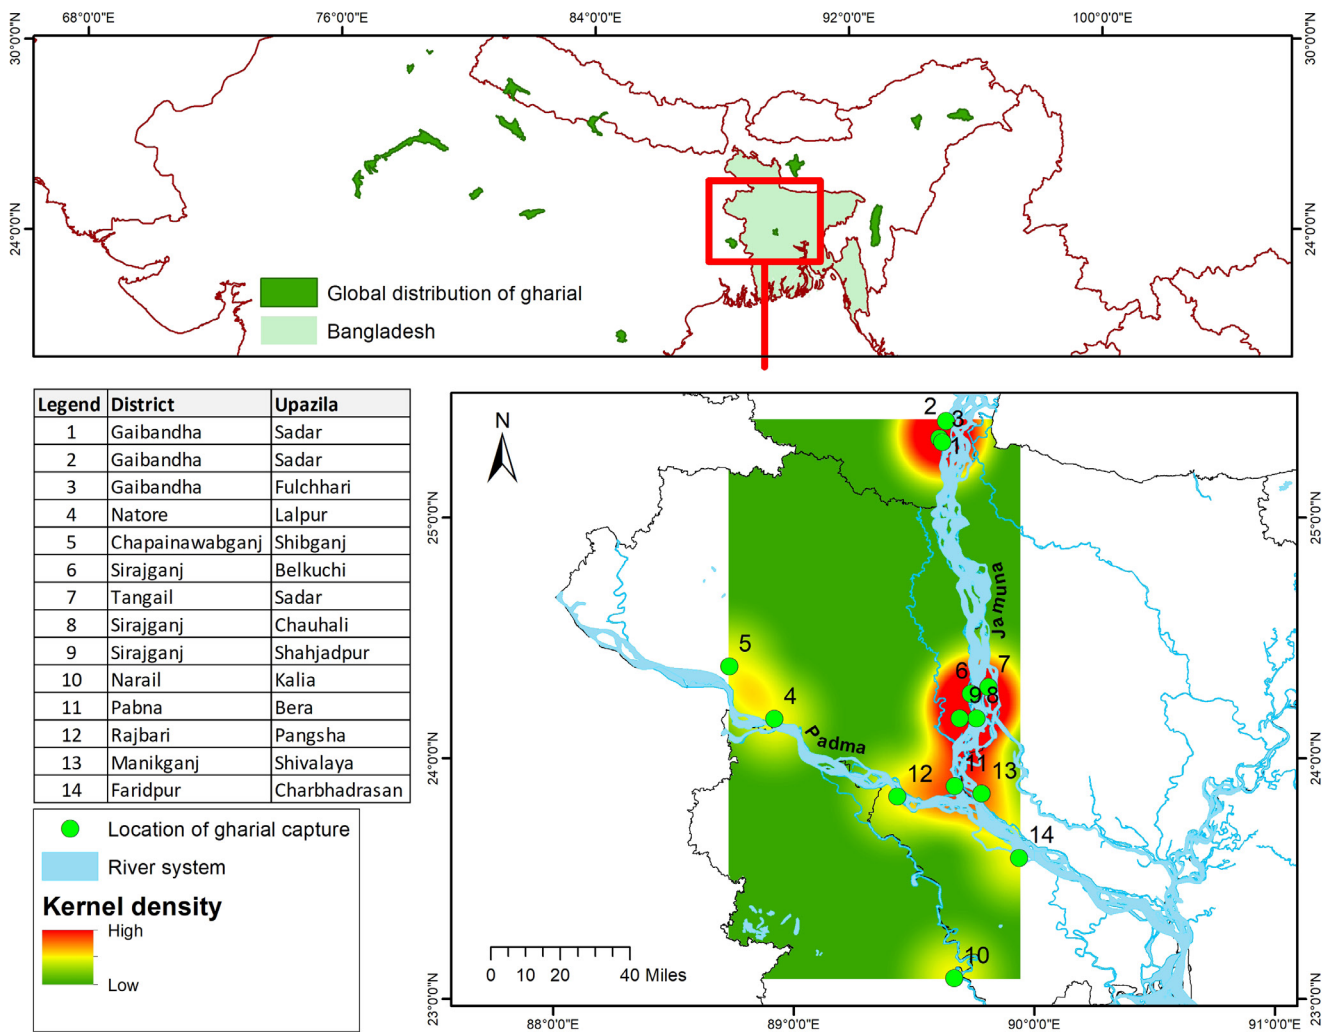 68°0'0"E 76°0'0"E 84°0'0"E 92°0'0"E 100°0'0"E
30°0'0"N 30°0'0"N
24°0'0"N 24°0'0"N
Global distribution of gharial
Bangladesh
Legend District Upazila
1 Gaibandha Sadar
2 Gaibandha Sadar
3 Gaibandha Fulchhari
4 Natore Lalpur
5 Chapainawabganj Shibganj
6 Sirajganj Belkuchi
7 Tangail Sadar
8 Sirajganj Chauhali
9 Sirajganj Shahjadpur
10 Narail Kalia
11 Pabna Bera
12 Rajbari Pangsha
13 Manikganj Shivalaya
14 Faridpur Charbhadrasan
Location of gharial capture
River system
Kernel density
High
Low
N
2 3
1
25°0'0"N 25°0'0"N
Jamuna
5
6 7
4 9 8
Padma
24°0'0"N 24°0'0"N
12 11 13
14
10
0 10 20 40 Miles
23°0'0"N 23°0'0"N
88°0'0"E 89°0'0"E 90°0'0"E 91°0'0"E